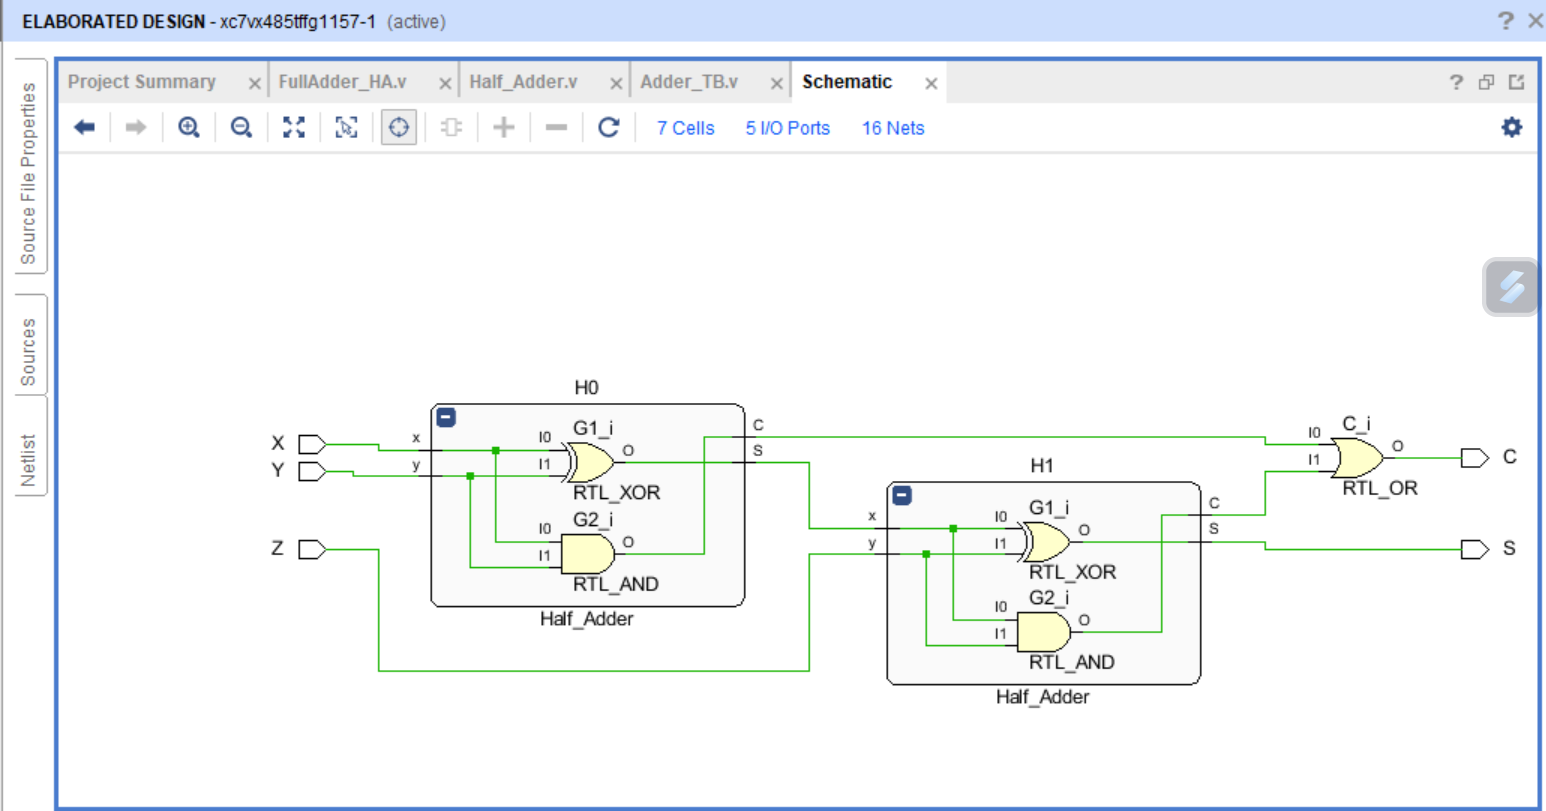 ELABORATED DESIGN - xc7vx485tffg1157-1 (active)
Source File Properties
Sources
Netlist
Project Summary FullAdder_HA.v Half_Adder.v Adder_TB.v Schematic
7 Cells 5 I/O Ports 16 Nets
H0
X
Y
Z
x
y
G1_i
I0
I1
O
RTL_XOR
G2_i
I0
I1
O
RTL_AND
C
S
Half_Adder
H1
x
y
G1_i
I0
I1
O
RTL_XOR
G2_i
I0
I1
O
RTL_AND
C
S
Half_Adder
C_i
I0
I1
O
RTL_OR
C
S